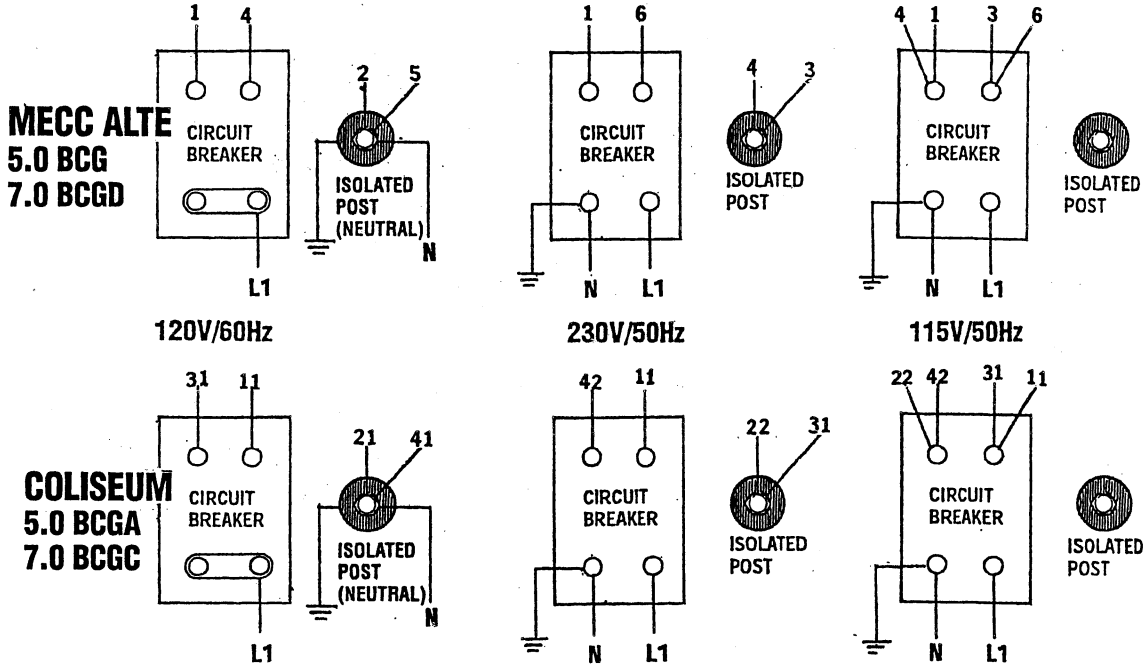 1 4
2 5
MECC ALTE
5.0 BCG
7.0 BCGD
CIRCUIT
BREAKER
ISOLATED
POST
(NEUTRAL)
N
L1
120V/60Hz
1 6
4 3
CIRCUIT
BREAKER
ISOLATED
POST
N L1
230V/50Hz
4 1 3 6
CIRCUIT
BREAKER
ISOLATED
POST
N L1
115V/50Hz
31 11
21 41
COLISEUM
5.0 BCGA
7.0 BCGC
CIRCUIT
BREAKER
ISOLATED
POST
(NEUTRAL)
N
L1
42 11
22 31
CIRCUIT
BREAKER
ISOLATED
POST
N L1
22 42 31 11
CIRCUIT
BREAKER
ISOLATED
POST
N L1